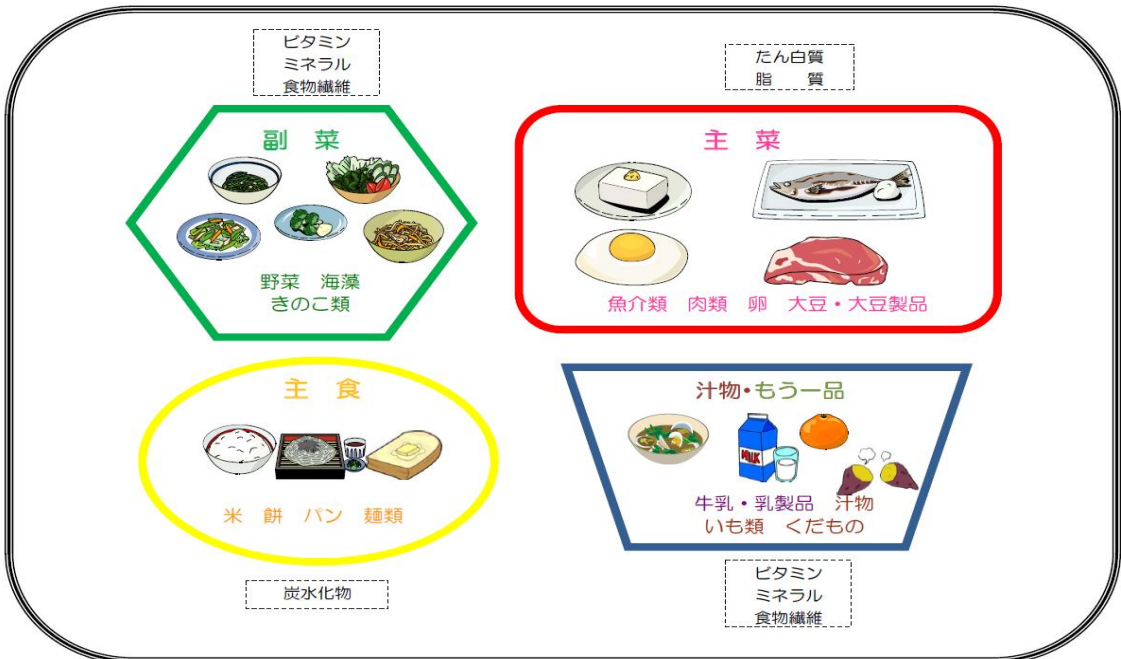 ビタミン
ミネラル
食物繊維
副　菜
野菜　海藻
きのこ類
たん白質
脂　　質
主　菜
魚介類　肉類　卵　大豆・大豆製品
主　食
米　餅　パン　麺類
炭水化物
汁物・もう一品
MILK
牛乳・乳製品　汁物
いも類　くだもの
ビタミン
ミネラル
食物繊維